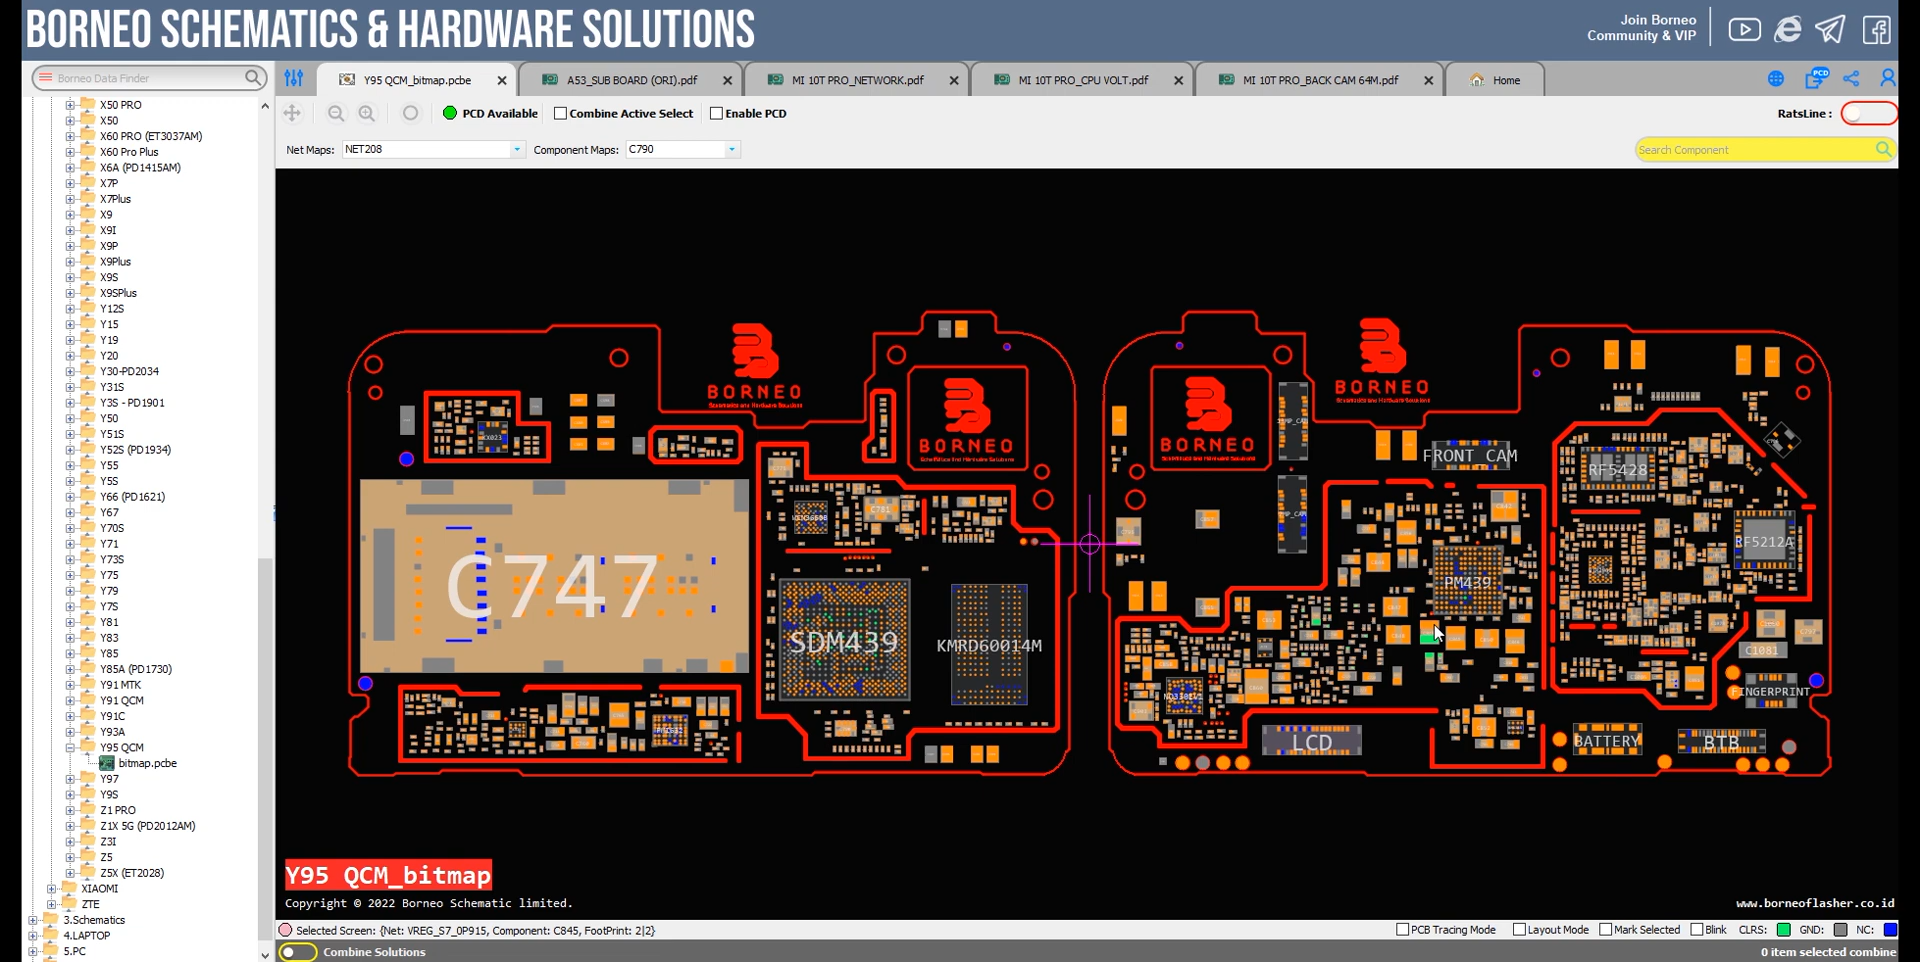 BORNEO SCHEMATICS & HARDWARE SOLUTIONS
Join Borneo
Community & VIP
Borneo Data Finder
Y95 QCM_bitmap.pcbe
A53_SUB BOARD (ORI).pdf
MI 10T PRO_NETWORK.pdf
MI 10T PRO_CPU VOLT.pdf
MI 10T PRO_BACK CAM 64M.pdf
Home
PCD
PCD Available
Combine Active Select
Enable PCD
RatsLine :
Net Maps:
NET208
Component Maps:
C790
Search Component
X50 PRO
X50
X60 PRO (ET3037AM)
X60 Pro Plus
X6A (PD1415AM)
X7P
X7Plus
X9
X9I
X9P
X9Plus
X9S
X9SPlus
Y12S
Y15
Y19
Y20
Y30-PD2034
Y31S
Y3S - PD1901
Y50
Y51S
Y52S (PD1934)
Y55
Y5S
Y66 (PD1621)
Y67
Y70S
Y71
Y73S
Y75
Y79
Y7S
Y81
Y83
Y85
Y85A (PD1730)
Y91 MTK
Y91 QCM
Y91C
Y93A
Y95 QCM
bitmap.pcbe
Y97
Y9S
Z1 PRO
Z1X 5G (PD2012AM)
Z3I
Z5
Z5X (ET2028)
XIAOMI
ZTE
3.Schematics
4.LAPTOP
5.PC
BORNEO
BORNEO
BORNEO
BORNEO
FRONT CAM
RF5428
C781
RF5212A
C747
PM439
SDM439
KMRD60014M
C1081
FINGERPRINT
LCD
BATTERY
BTB
Y95 QCM_bitmap
Copyright © 2022 Borneo Schematic limited.
www.borneoflasher.co.id
Selected Screen: {Net: VREG_S7_0P915, Component: C845, FootPrint: 2|2}
PCB Tracing Mode
Layout Mode
Mark Selected
Blink
CLRS:
GND:
NC:
Combine Solutions
0 item selected combine